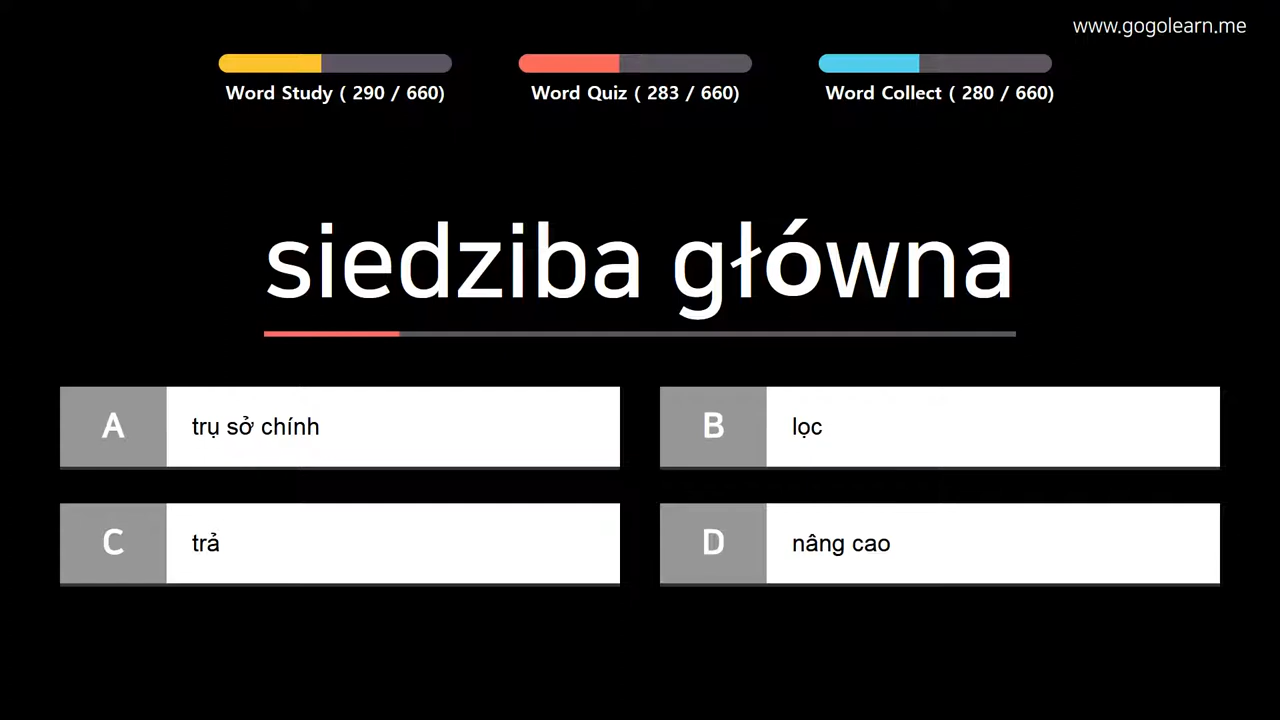 www.gogolearn.me
Word Study ( 290 / 660)
Word Quiz ( 283 / 660)
Word Collect ( 280 / 660)
siedziba główna
A trụ sở chính
B lọc
C trả
D nâng cao